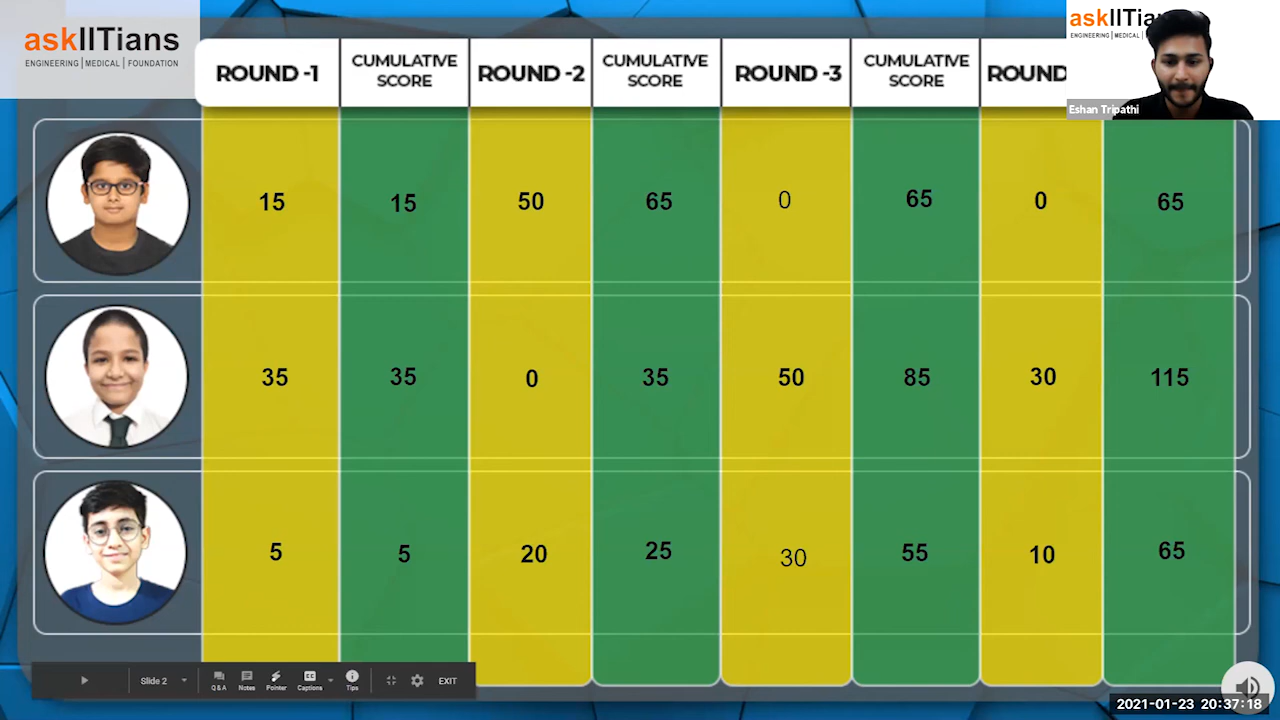 askIITians
ENGINEERING | MEDICAL | FOUNDATION
ROUND -1
CUMULATIVE
SCORE
ROUND -2
CUMULATIVE
SCORE
ROUND -3
CUMULATIVE
SCORE
ROUND
askIITia
ENGINEERING | MEDICAL |
Eshan Tripathi
15 15 50 65 0 65 0 65
35 35 0 35 50 85 30 115
5 5 20 25 30 55 10 65
Slide 2
Q & A
Notes
Pointer
Captions
Tips
EXIT
2021-01-23 20:37:18